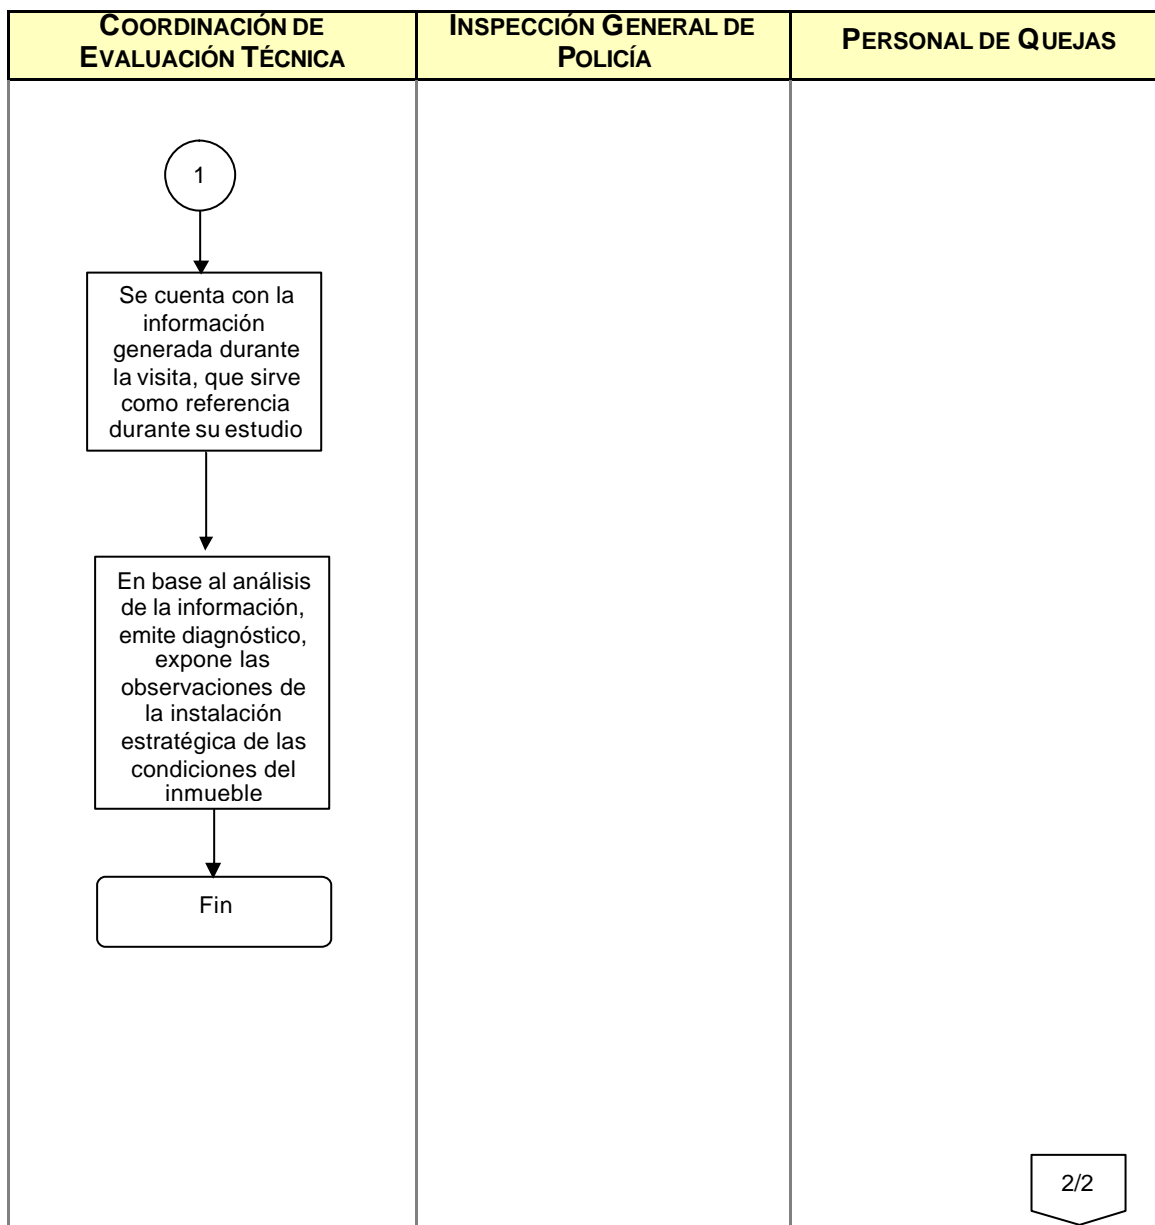 COORDINACIÓN DE
EVALUACIÓN TÉCNICA
INSPECCIÓN GENERAL DE
POLICÍA
PERSONAL DE QUEJAS
1
Se cuenta con la
información
generada durante
la visita, que sirve
como referencia
durante su estudio
En base al análisis
de la información,
emite diagnóstico,
expone las
observaciones de
la instalación
estratégica de las
condiciones del
inmueble
Fin
2/2